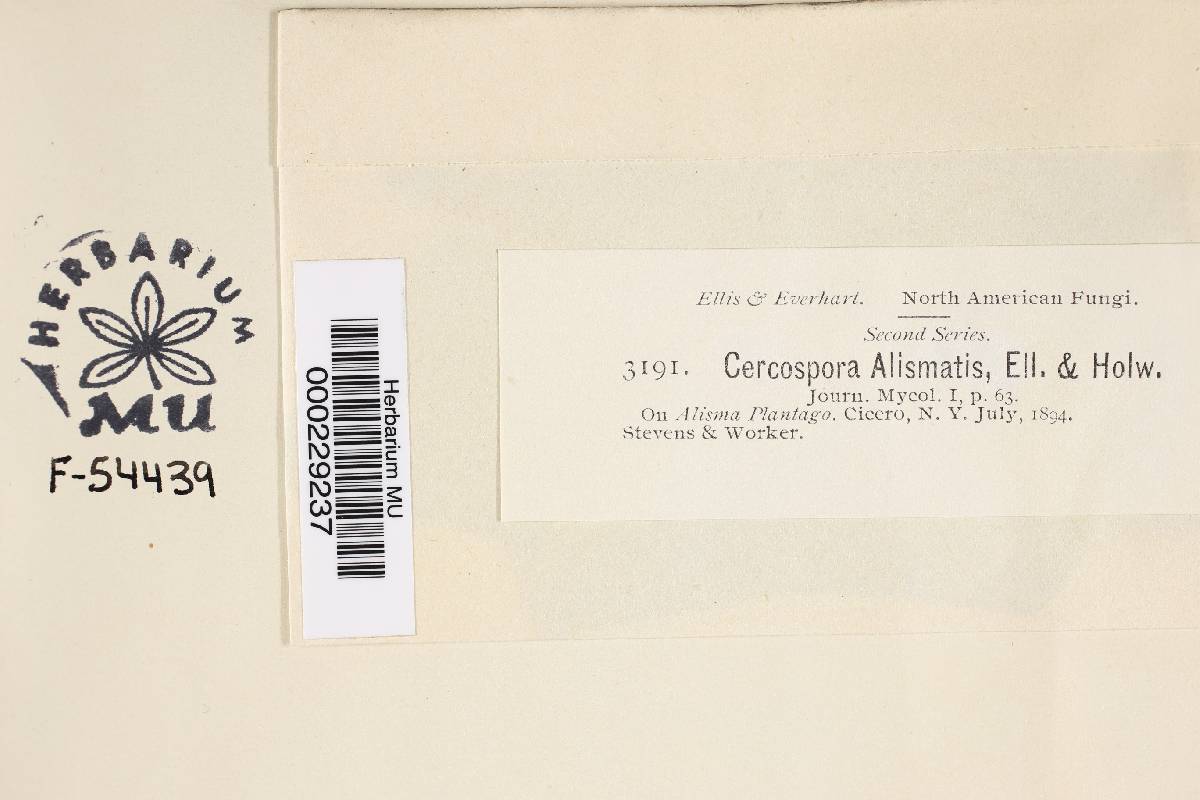 HERBARIUM
MU
F-54439
Herbarium MU
000229237
Ellis & Everhart. North American Fungi.
Second Series.
3191. Cercospora Alismatis, Ell. & Holw.
Journ. Mycol. I, p. 63.
On Alisma Plantago. Cicero, N. Y. July, 1894.
Stevens & Worker.